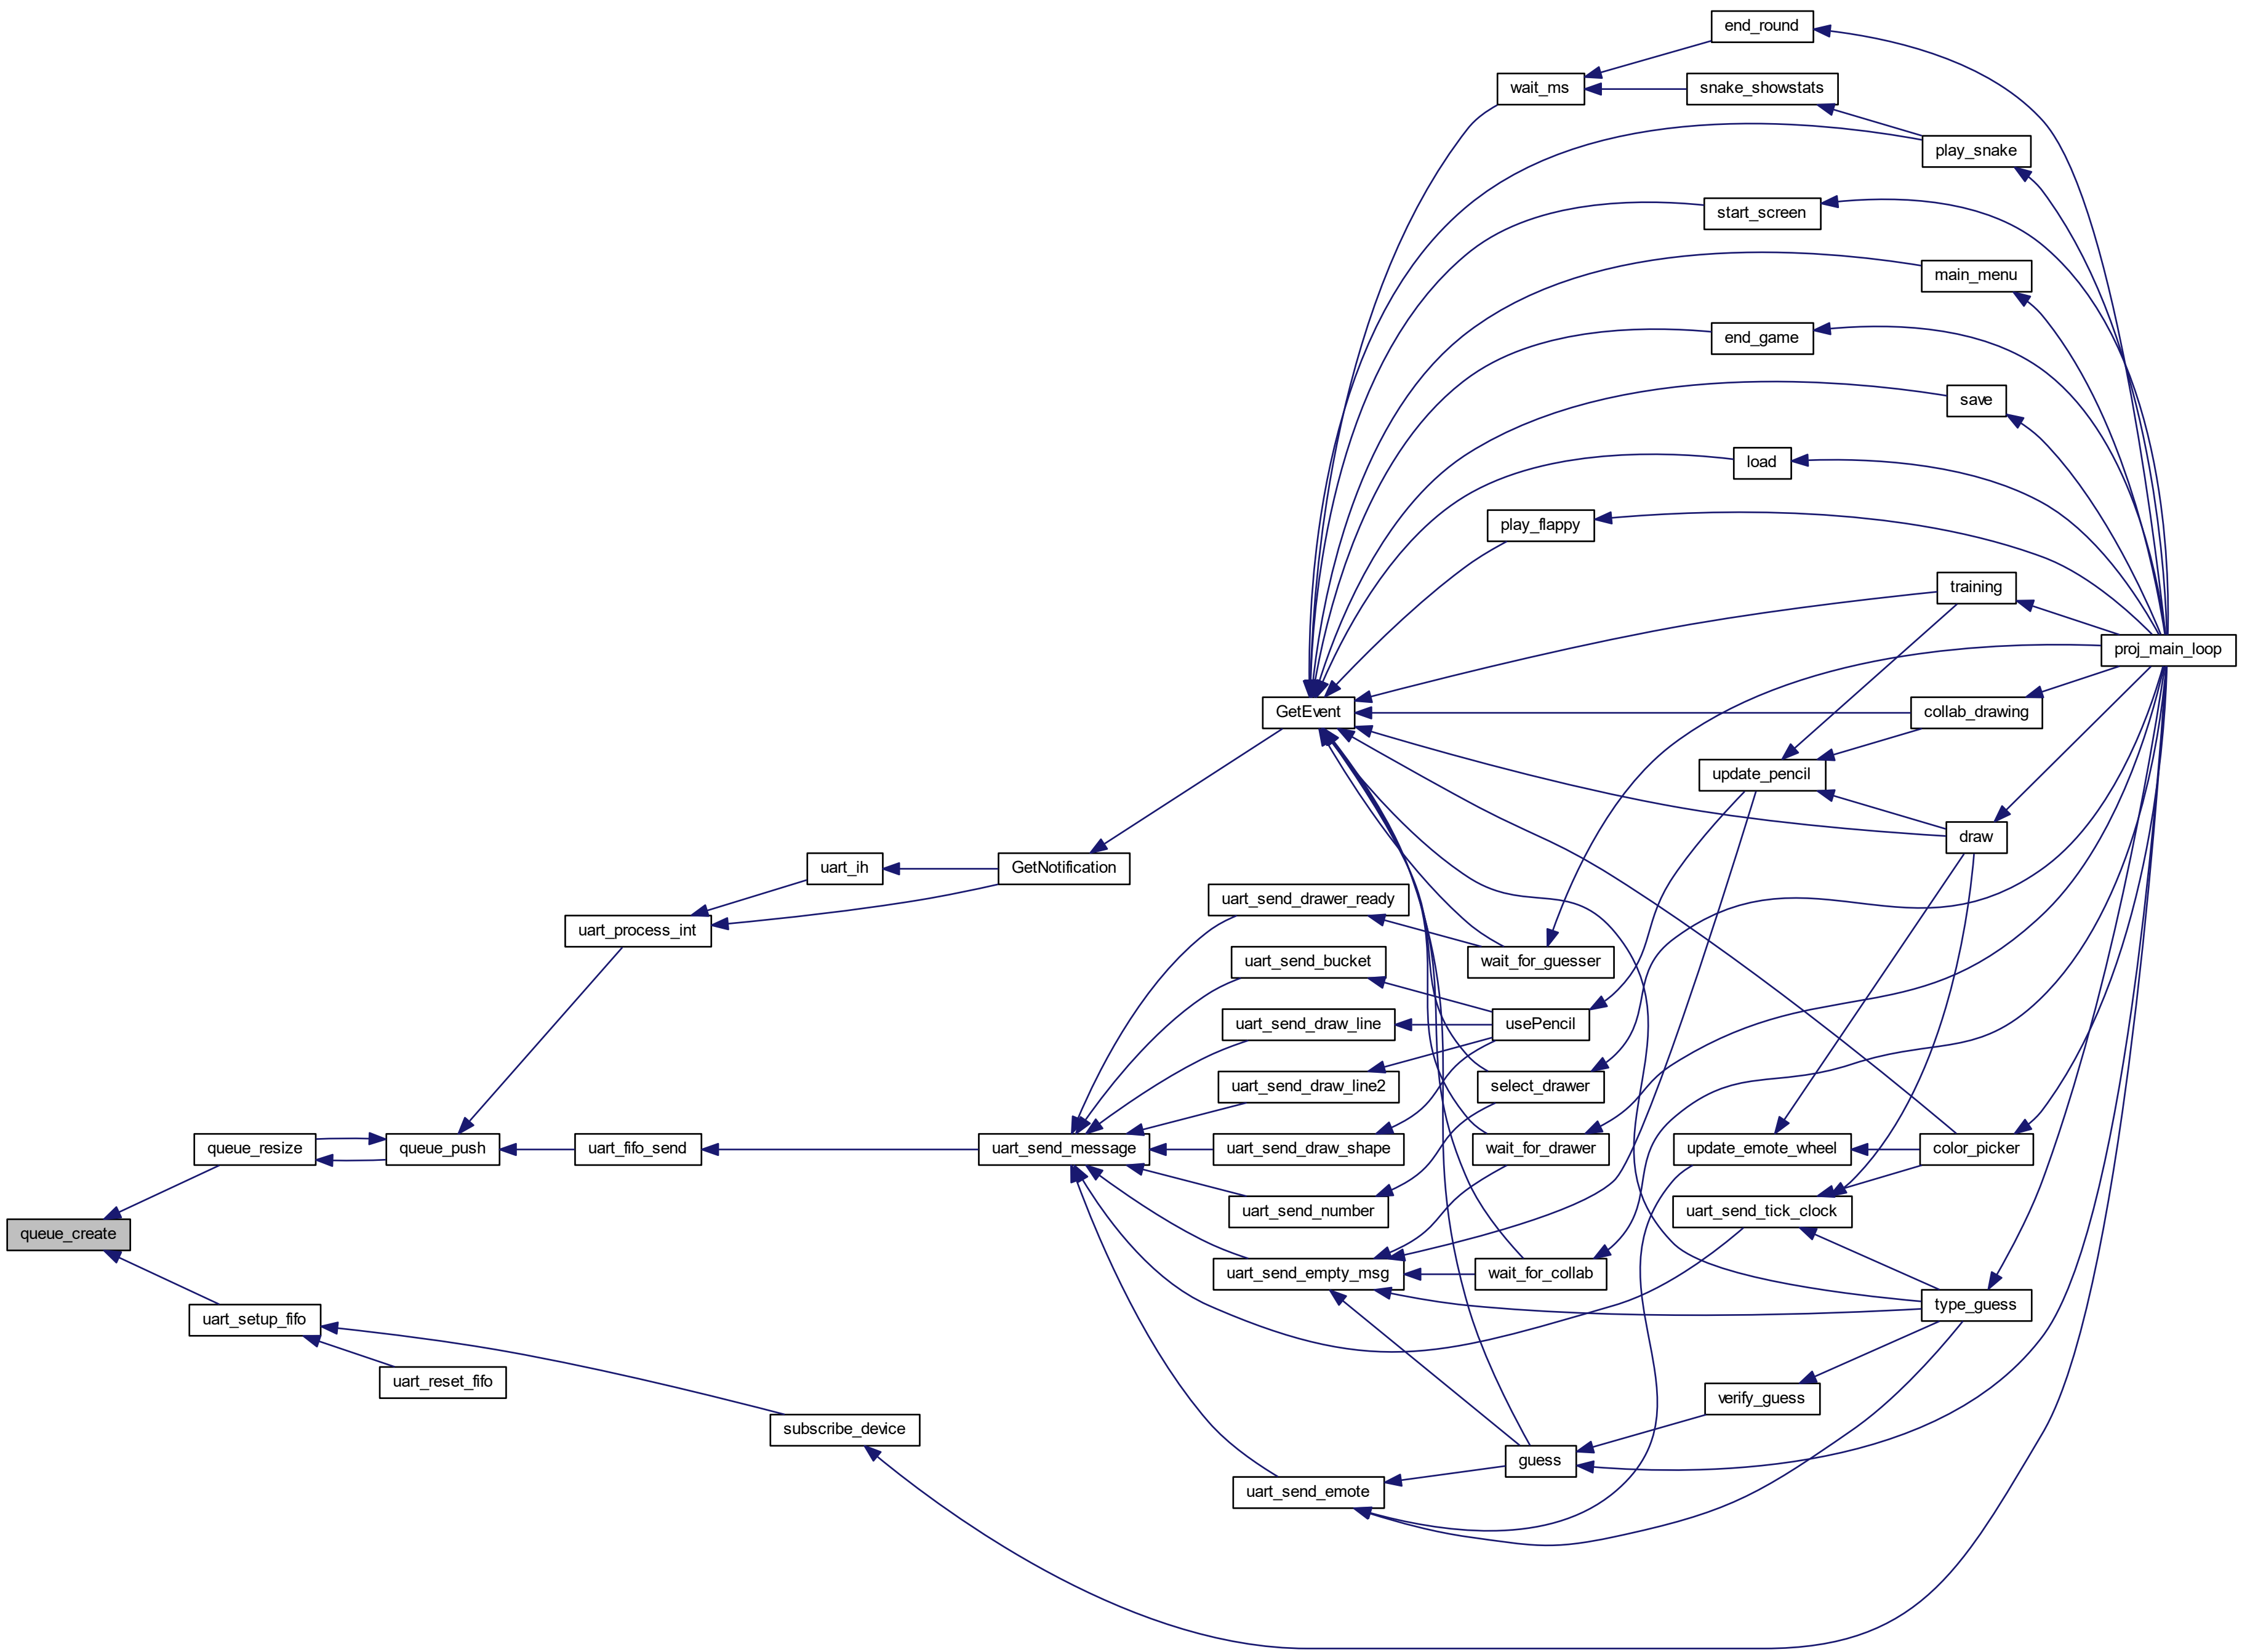 end_round
wait_ms
snake_showstats
play_snake
start_screen
main_menu
end_game
save
load
play_flappy
training
proj_main_loop
GetEvent
collab_drawing
update_pencil
draw
uart_ih
GetNotification
uart_send_drawer_ready
uart_process_int
wait_for_guesser
uart_send_bucket
uart_send_draw_line
usePencil
uart_send_draw_line2
select_drawer
queue_resize
queue_push
uart_fifo_send
uart_send_message
uart_send_draw_shape
wait_for_drawer
update_emote_wheel
color_picker
uart_send_number
uart_send_tick_clock
queue_create
uart_send_empty_msg
wait_for_collab
type_guess
uart_setup_fifo
uart_reset_fifo
verify_guess
subscribe_device
guess
uart_send_emote